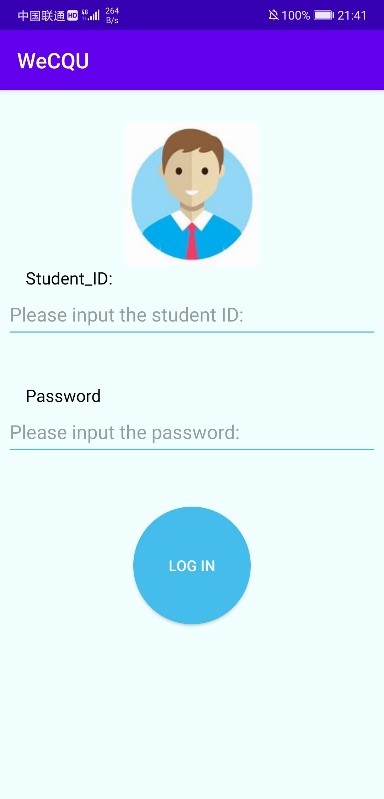 中国联通 HD 264 B/s 100% 21:41
WeCQU
Student_ID:
Please input the student ID:
Password
Please input the password:
LOG IN